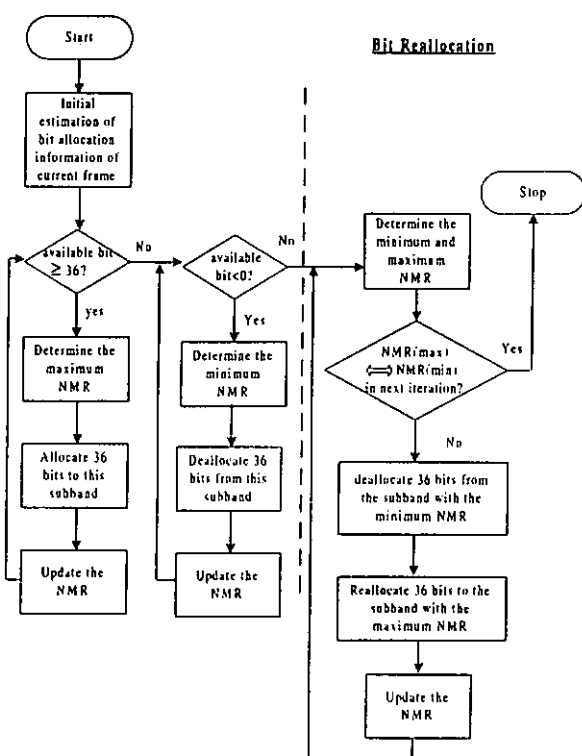 Start
Bit Reallocation
Initial
estimation of
bit allocation
information of
current frame
Stop
available bit
≥ 36?
No
yes
available
bit<0?
No
Yes
Determine the
minimum and
maximum
NMR
Determine the
maximum
NMR
Determine the
minimum
NMR
NMR(max)
⟺ NMR(min)
in next iteration?
Yes
No
Allocate 36
bits to this
subband
Deallocate 36
bits from this
subband
deallocate 36 bits from
the subband with the
minimum NMR
Update the
NMR
Update the
NMR
Reallocate 36 bits to the
subband with the
maximum NMR
Update the
NMR